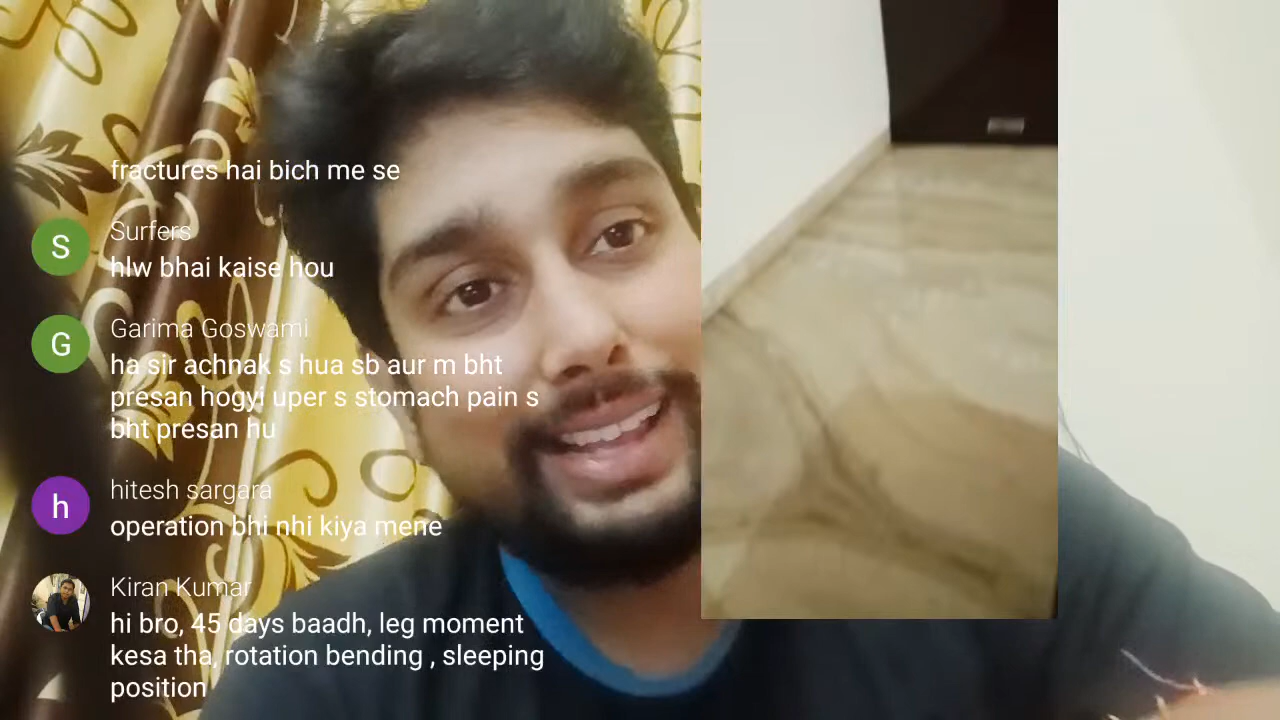 fractures hai bich me se
S
Surfers
hlw bhai kaise hou
G
Garima Goswami
ha sir achnak s hua sb aur m bht
presan hogyi uper s stomach pain s
bht presan hu
h
hitesh sargara
operation bhi nhi kiya mene
Kiran Kumar
hi bro, 45 days baadh, leg moment
kesa tha, rotation bending , sleeping
position